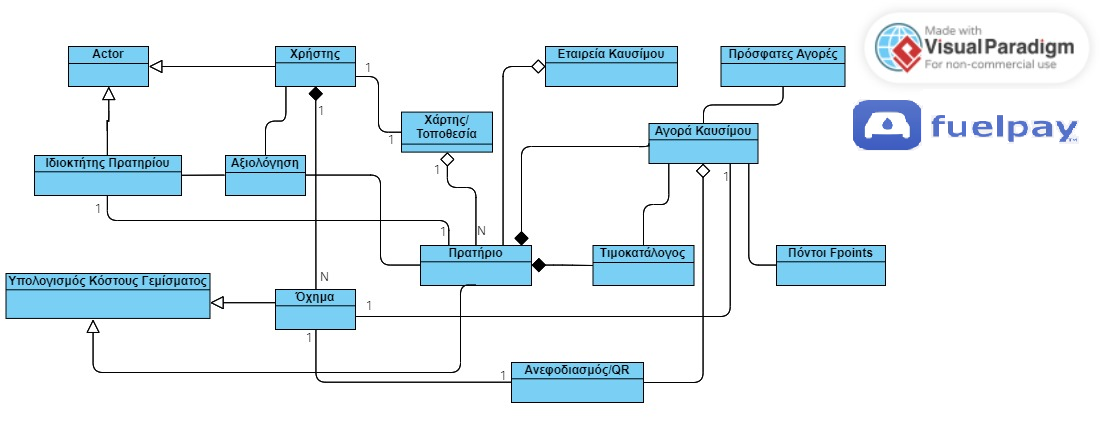 Made with
Visual Paradigm
For non-commercial use
Actor
Χρήστης
Εταιρεία Καυσίμου
Πρόσφατες Αγορές
1
1
1
Χάρτης/
Τοποθεσία
fuelpay
TM
Αγορά Καυσίμου
Ιδιοκτήτης Πρατηρίου
Αξιολόγηση
1
1
1
1
N
Πρατήριο
Τιμοκατάλογος
Πόντοι Fpoints
Υπολογισμός Κόστους Γεμίσματος
N
Όχημα
1
1
1
Ανεφοδιασμός/QR